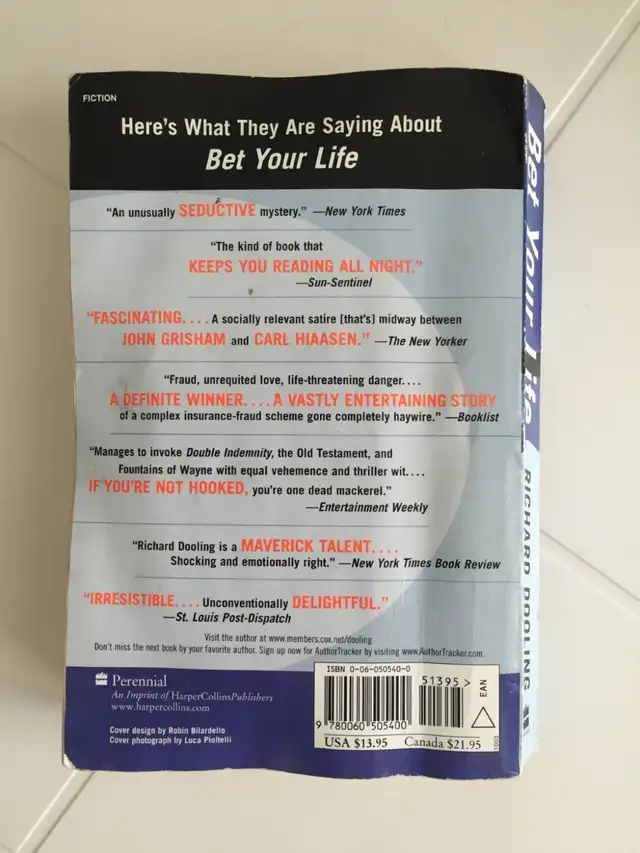 FICTION
Here's What They Are Saying About
Bet Your Life
“An unusually SEDUCTIVE mystery.” —New York Times
“The kind of book that
KEEPS YOU READING ALL NIGHT.”
—Sun-Sentinel
“FASCINATING. . . . A socially relevant satire [that's] midway between
JOHN GRISHAM and CARL HIAASEN.” —The New Yorker
“Fraud, unrequited love, life-threatening danger. . . .
A DEFINITE WINNER. . . . A VASTLY ENTERTAINING STORY
of a complex insurance-fraud scheme gone completely haywire.” —Booklist
“Manages to invoke Double Indemnity, the Old Testament, and
Fountains of Wayne with equal vehemence and thriller wit. . . .
IF YOU'RE NOT HOOKED, you're one dead mackerel.”
—Entertainment Weekly
“Richard Dooling is a MAVERICK TALENT. . . .
Shocking and emotionally right.” —New York Times Book Review
“IRRESISTIBLE. . . . Unconventionally DELIGHTFUL.”
—St. Louis Post-Dispatch
Visit the author at www.members.cox.net/dooling
Don't miss the next book by your favorite author. Sign up now for AuthorTracker by visiting www.AuthorTracker.com.
Perennial
An Imprint of HarperCollinsPublishers
www.harpercollins.com
Cover design by Robin Bilardello
Cover photograph by Luca Pioltelli
ISBN 0-06-050540-0
51395 >
EAN
9 780060 505400
USA $13.95 Canada $21.95
1003
Bet Your Life
RICHARD DOOLING